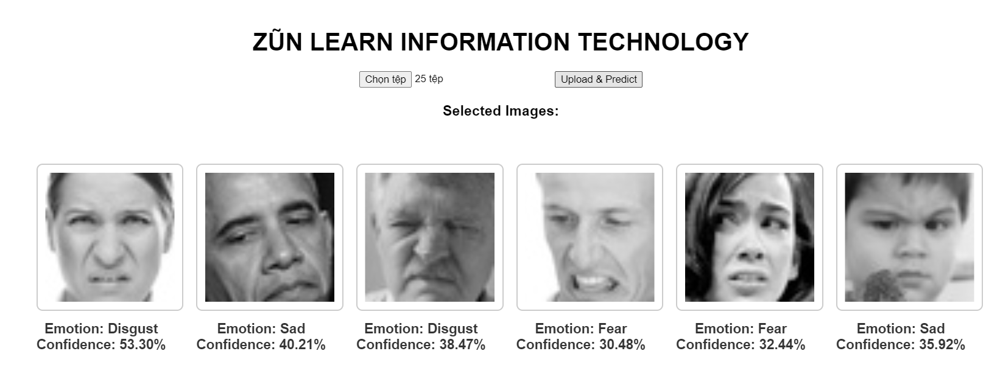 ZŨN LEARN INFORMATION TECHNOLOGY
Chọn tệp 25 tệp Upload & Predict
Selected Images:
Emotion: Disgust
Confidence: 53.30%
Emotion: Sad
Confidence: 40.21%
Emotion: Disgust
Confidence: 38.47%
Emotion: Fear
Confidence: 30.48%
Emotion: Fear
Confidence: 32.44%
Emotion: Sad
Confidence: 35.92%